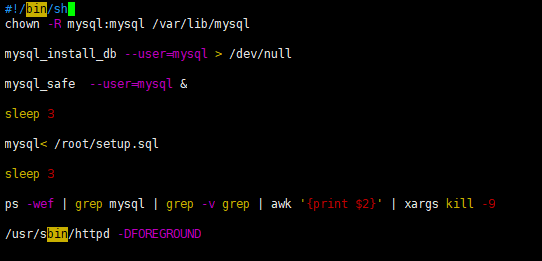 #!/bin/sh
chown -R mysql:mysql /var/lib/mysql
mysql_install_db --user=mysql > /dev/null
mysql_safe  --user=mysql &
sleep 3
mysql< /root/setup.sql
sleep 3
ps -wef | grep mysql | grep -v grep | awk '{print $2}' | xargs kill -9
/usr/sbin/httpd -DFOREGROUND